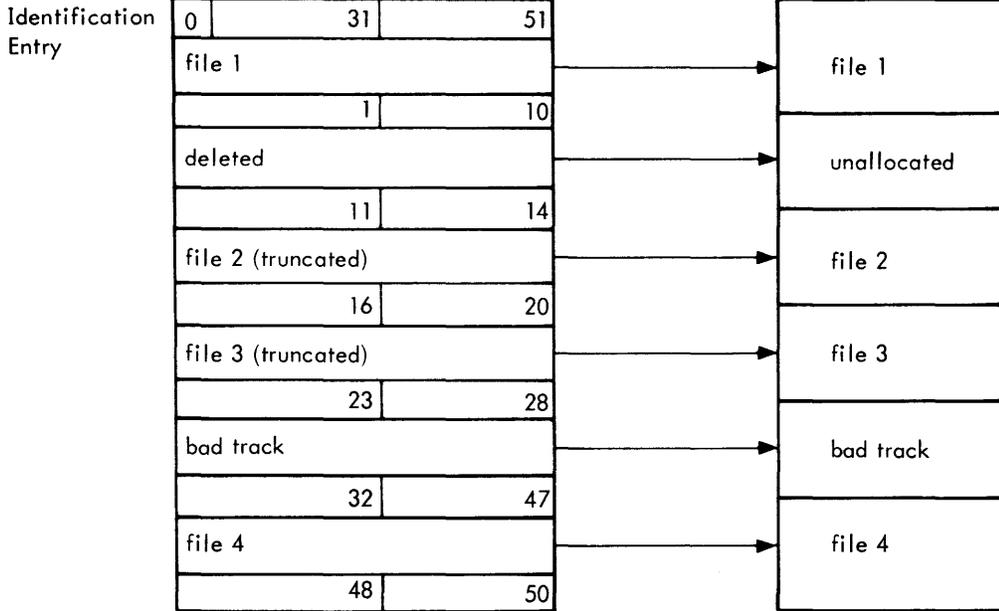 Identification
Entry
0 31 51
file 1
file 1
1 10
deleted
unallocated
11 14
file 2 (truncated)
file 2
16 20
file 3 (truncated)
file 3
23 28
bad track
bad track
32 47
file 4
file 4
48 50